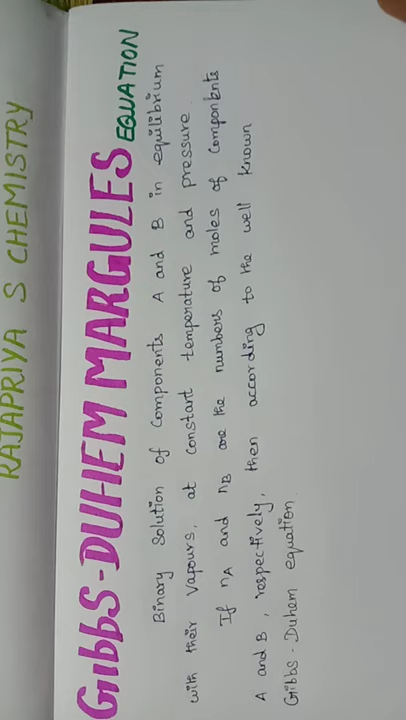 RAJAPRIYA S CHEMISTRY
GibbS-DUHEM MARGULES EQUATION
Binary Solution of Components A and B in equilibrium
with their vapours, at constant temperature and pressure.
If nA and nB are the numbers of moles of Components
A and B, respectively, then according to the well known
Gibbs-Duhem equation.